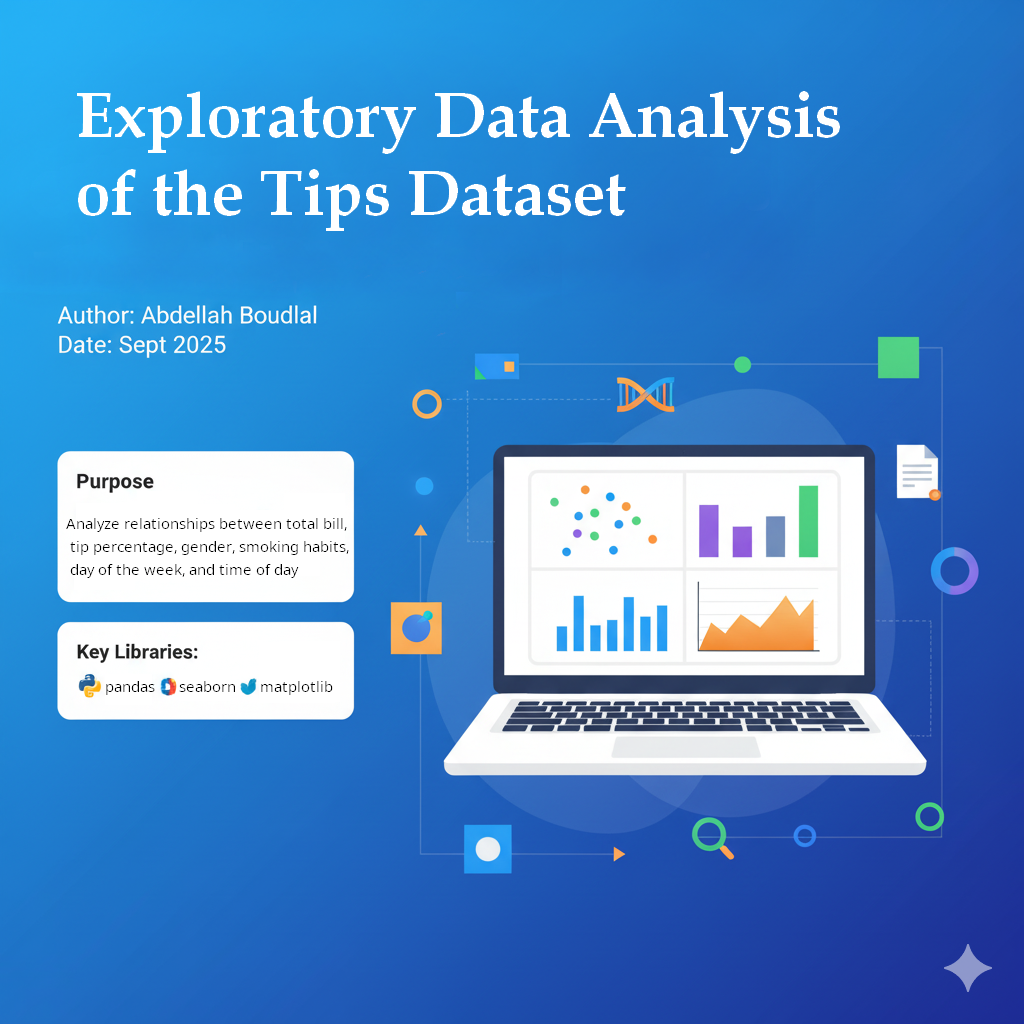 Exploratory Data Analysis
of the Tips Dataset
Author: Abdellah Boudlal
Date: Sept 2025
Purpose
Analyze relationships between total bill,
tip percentage, gender, smoking habits,
day of the week, and time of day
Key Libraries:
pandas seaborn matplotlib